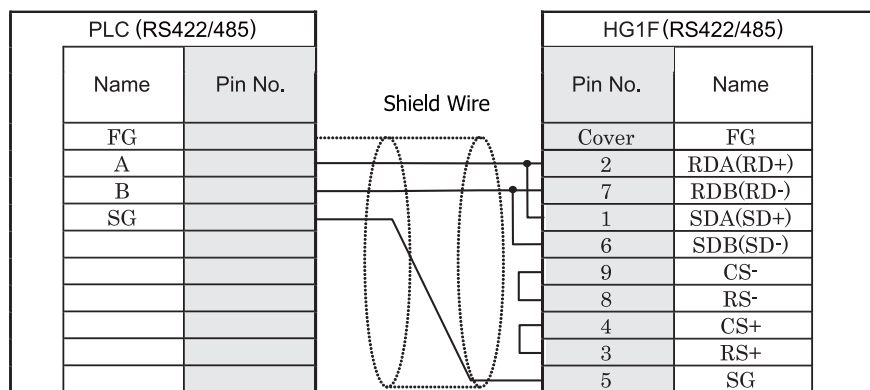 PLC (RS422/485)
HG1F(RS422/485)
Name Pin No. Shield Wire Pin No. Name
FG Cover FG
A 2 RDA(RD+)
B 7 RDB(RD-)
SG 1 SDA(SD+)
6 SDB(SD-)
9 CS-
8 RS-
4 CS+
3 RS+
5 SG